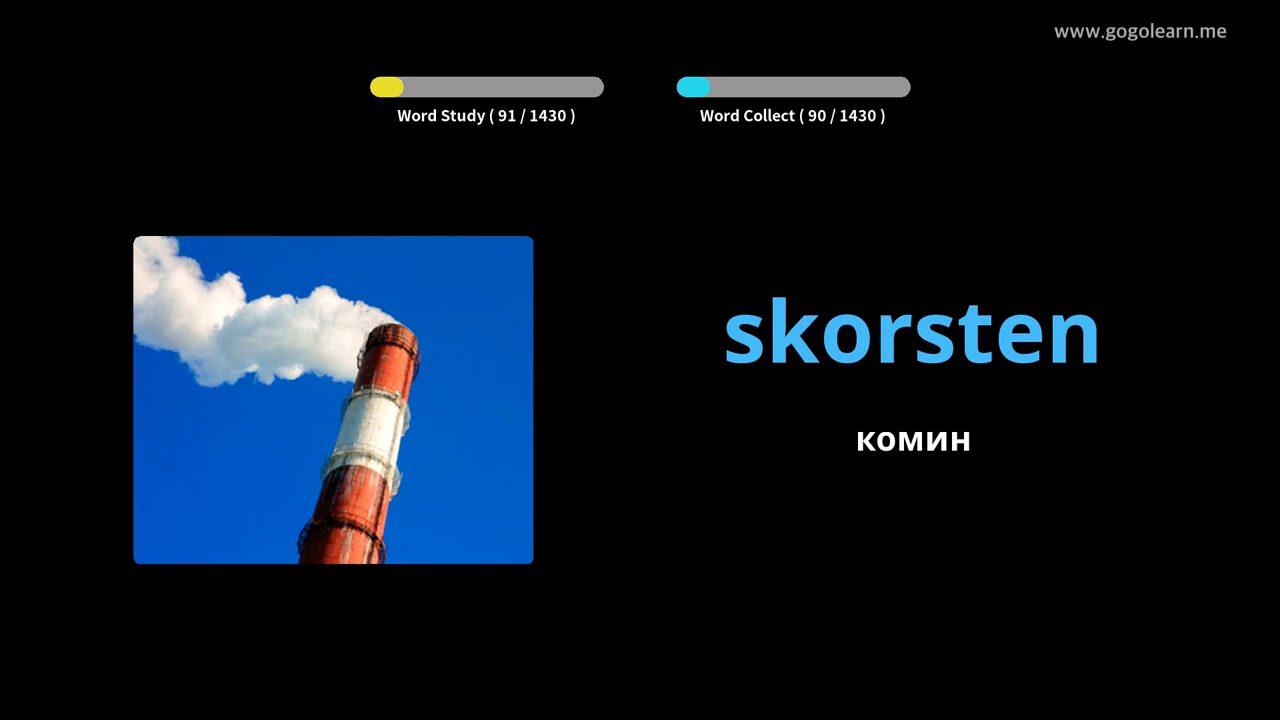 www.gogolearn.me
Word Study ( 91 / 1430 )
Word Collect ( 90 / 1430 )
skorsten
комин